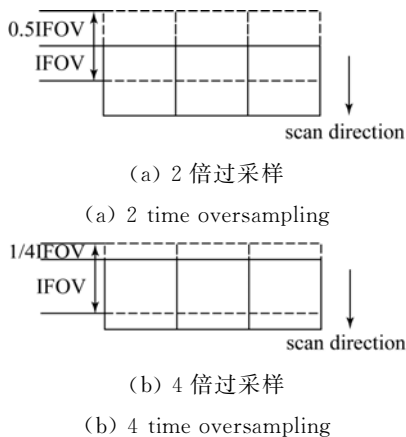 0.5IFOV
IFOV
scan direction
(a) 2 倍过采样
(a) 2 time oversampling
1/4IFOV
IFOV
scan direction
(b) 4 倍过采样
(b) 4 time oversampling